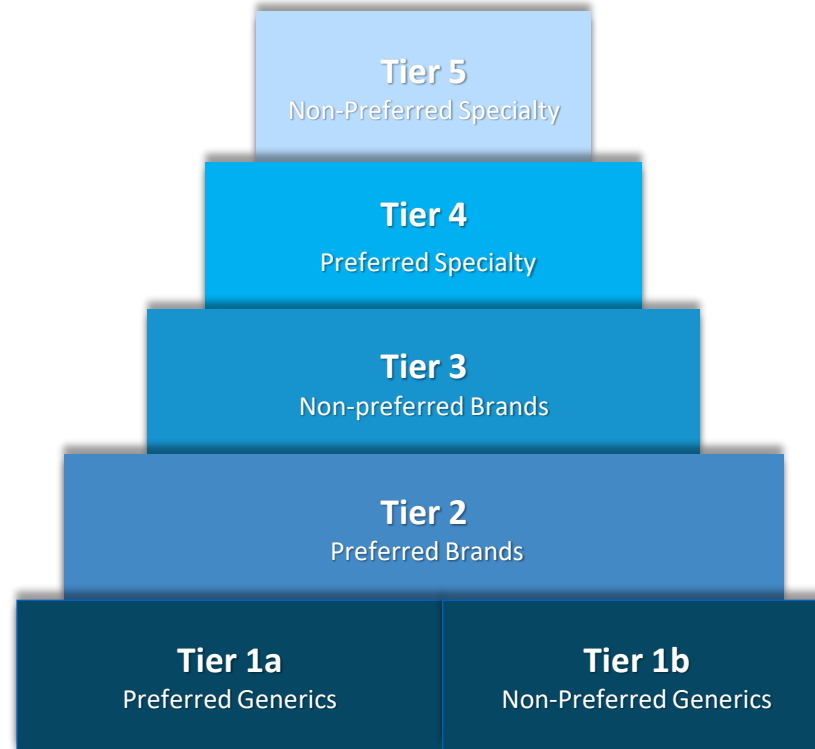 Tier 5
Non-Preferred Specialty
Tier 4
Preferred Specialty
Tier 3
Non-preferred Brands
Tier 2
Preferred Brands
Tier 1a
Preferred Generics
Tier 1b
Non-Preferred Generics